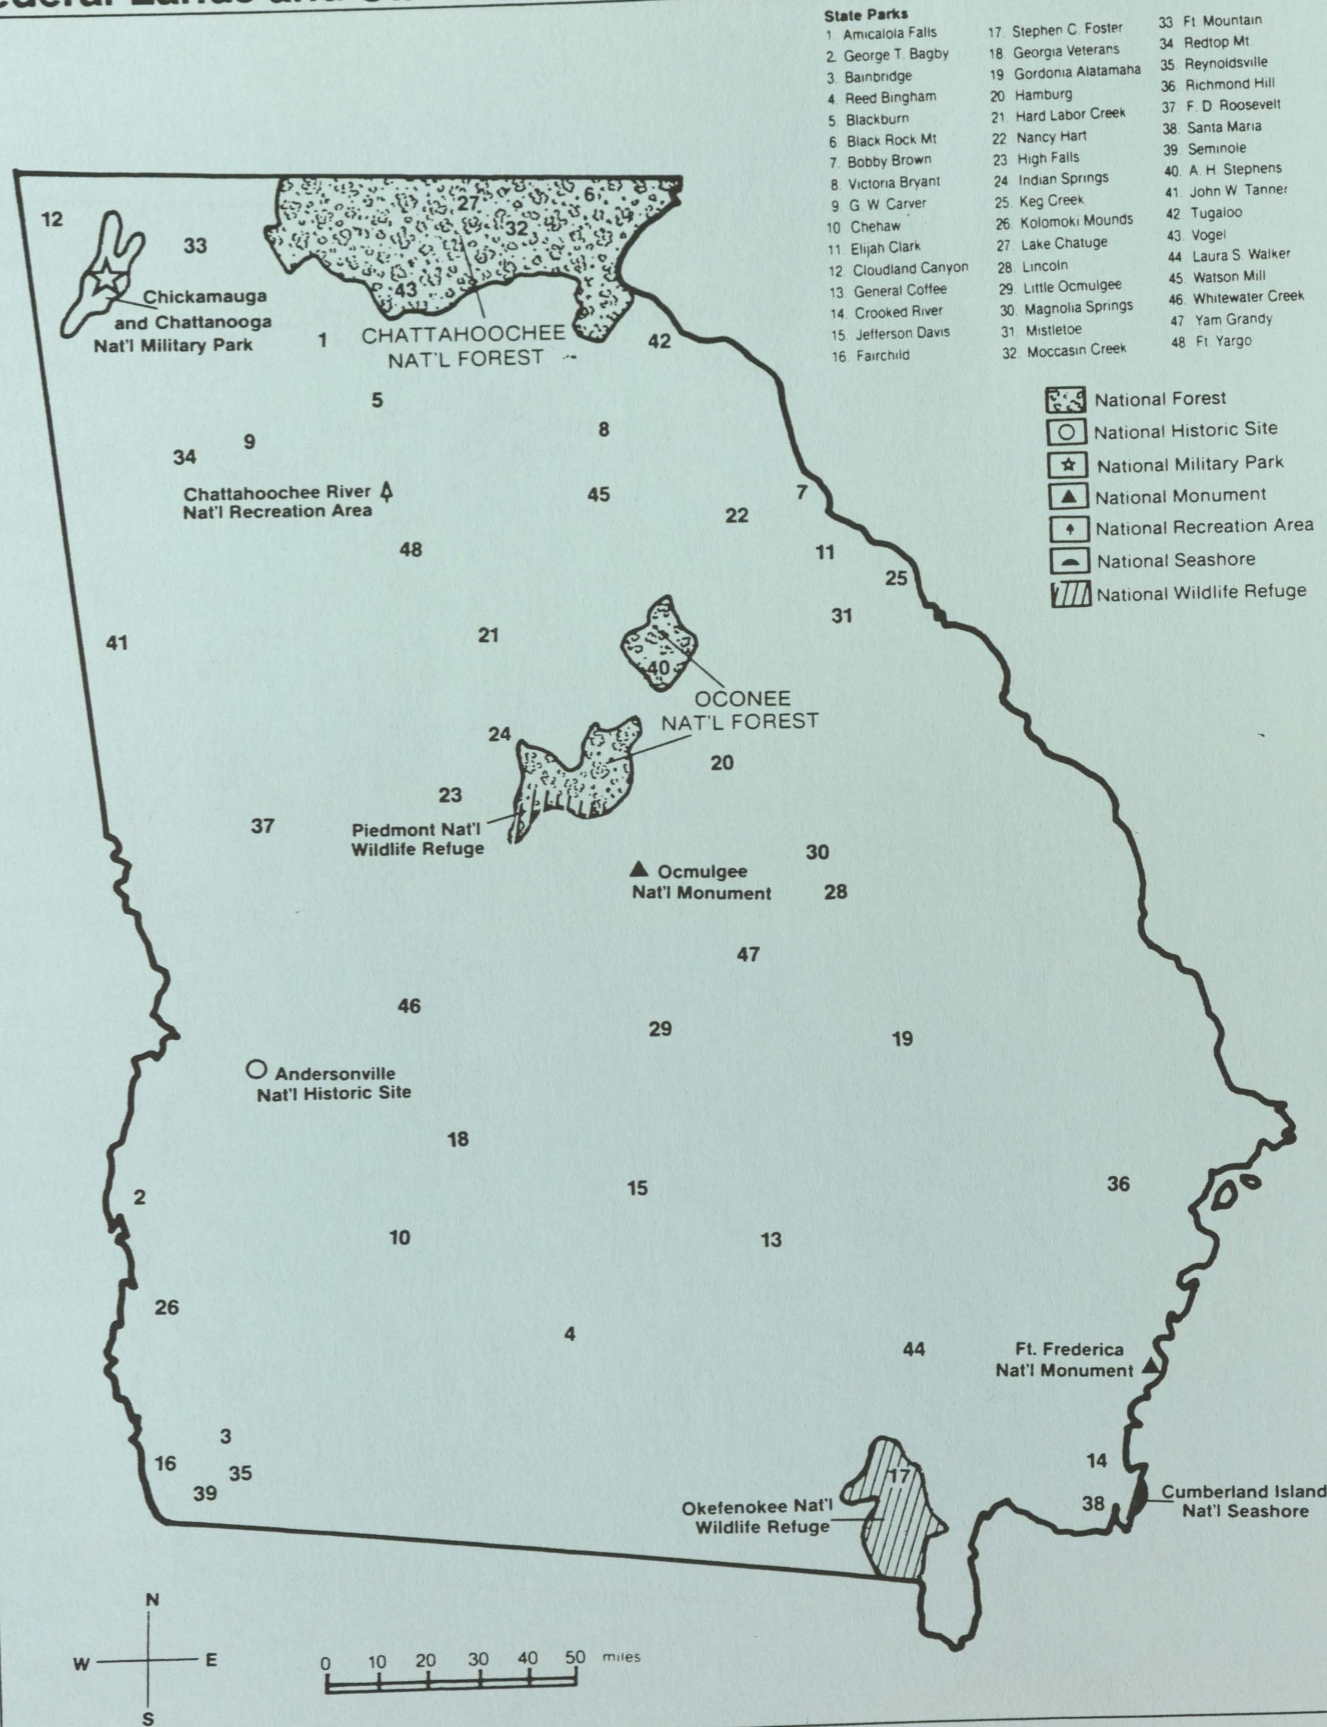 State Parks
1. Amicalola Falls
2. George T. Bagby
3. Bainbridge
4. Reed Bingham
5. Blackburn
6. Black Rock Mt
7. Bobby Brown
8. Victoria Bryant
9. G. W. Carver
10. Chehaw
11. Elijah Clark
12. Cloudland Canyon
13. General Coffee
14. Crooked River
15. Jefferson Davis
16. Fairchild
17. Stephen C. Foster
18. Georgia Veterans
19. Gordonia Alatamaha
20. Hamburg
21. Hard Labor Creek
22. Nancy Hart
23. High Falls
24. Indian Springs
25. Keg Creek
26. Kolomoki Mounds
27. Lake Chatuge
28. Lincoln
29. Little Ocmulgee
30. Magnolia Springs
31. Mistletoe
32. Moccasin Creek
33. Ft. Mountain
34. Redtop Mt
35. Reynoldsville
36. Richmond Hill
37. F. D. Roosevelt
38. Santa Maria
39. Seminole
40. A. H. Stephens
41. John W. Tanner
42. Tugaloo
43. Vogel
44. Laura S. Walker
45. Watson Mill
46. Whitewater Creek
47. Yam Grandy
48. Ft. Yargo
National Forest
National Historic Site
National Military Park
National Monument
National Recreation Area
National Seashore
National Wildlife Refuge
6
27
12
32
33
43
Chickamauga
and Chattanooga
Nat'l Military Park
1
CHATTAHOOCHEE
NAT'L FOREST
42
5
8
9
34
Chattahoochee River
Nat'l Recreation Area
45
7
22
48
11
25
31
41
21
40
OCONEE
NAT'L FOREST
24
20
23
37
Piedmont Nat'l
Wildlife Refuge
30
Ocmulgee
Nat'l Monument
28
47
46
29
19
Andersonville
Nat'l Historic Site
18
2
15
36
10
13
26
4
44
Ft. Frederica
Nat'l Monument
3
16
35
39
17
14
38
Okefenokee Nat'l
Wildlife Refuge
Cumberland Island
Nat'l Seashore
N
W E
S
0 10 20 30 40 50 miles